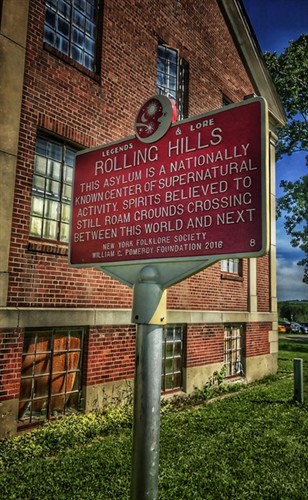 LEGENDS & LORE
ROLLING HILLS
THIS ASYLUM IS A NATIONALLY
KNOWN CENTER OF SUPERNATURAL
ACTIVITY. SPIRITS BELIEVED TO
STILL ROAM GROUNDS CROSSING
BETWEEN THIS WORLD AND NEXT
NEW YORK FOLKLORE SOCIETY
WILLIAM G. POMEROY FOUNDATION 2016
8